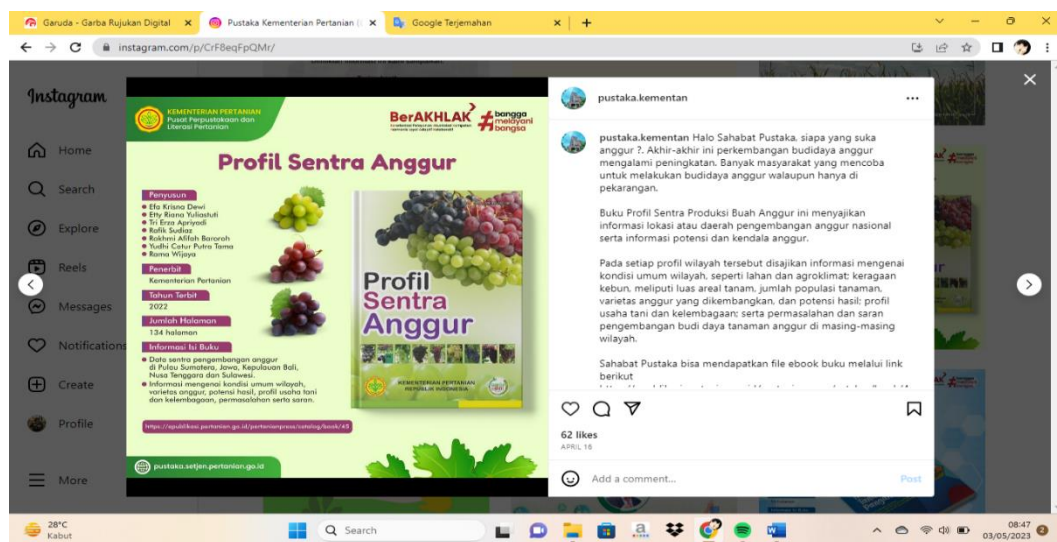 Garuda - Garba Rujukan Digital
Pustaka Kementerian Pertanian (
Google Terjemahan
instagram.com/p/CrF8eqFpQMr/
Instagram
Home
Search
Explore
Reels
Messages
Notifications
Create
Profile
More
KEMENTERIAN PERTANIAN
Pusat Perpustakaan dan
Literasi Pertanian
BerAKHLAK
#bangga
melayani
bangsa
Profil Sentra Anggur
Penyusun
Efa Krisna Dewi
Etty Riana Yuliastuti
Tri Erza Apriyadi
Rafik Sudiaz
Rokhmi Afifah Baroroh
Yudhi Catur Putra Tama
Rama Wijaya
Penerbit
Kementerian Pertanian
Tahun Terbit
2022
Jumlah Halaman
134 halaman
Informasi Isi Buku
Data sentra pengembangan anggur
di Pulau Sumatera, Jawa, Kepulauan Bali,
Nusa Tenggara dan Sulawesi.
Informasi mengenai kondisi umum wilayah,
varietas anggur, potensi hasil, profil usaha tani
dan kelembagaan, permasalahan serta saran.
https://epublikasi.pertanian.go.id/pertanianpress/catalog/book/45
pustaka.setjen.pertanian.go.id
Profil
Sentra
Anggur
KEMENTERIAN PERTANIAN
REPUBLIK INDONESIA
pustaka.kementan
pustaka.kementan Halo Sahabat Pustaka, siapa yang suka
anggur ?. Akhir-akhir ini perkembangan budidaya anggur
mengalami peningkatan. Banyak masyarakat yang mencoba
untuk melakukan budidaya anggur walaupun hanya di
pekarangan.
Buku Profil Sentra Produksi Buah Anggur ini menyajikan
informasi lokasi atau daerah pengembangan anggur nasional
serta informasi potensi dan kendala anggur.
Pada setiap profil wilayah tersebut disajikan informasi mengenai
kondisi umum wilayah, seperti lahan dan agroklimat; keragaan
kebun, meliputi luas areal tanam, jumlah populasi tanaman,
varietas anggur yang dikembangkan, dan potensi hasil; profil
usaha tani dan kelembagaan; serta permasalahan dan saran
pengembangan budi daya tanaman anggur di masing-masing
wilayah.
Sahabat Pustaka bisa mendapatkan file ebook buku melalui link
berikut
62 likes
APRIL 16
Add a comment...
Post
28°C
Kabut
Search
08:47
03/05/2023